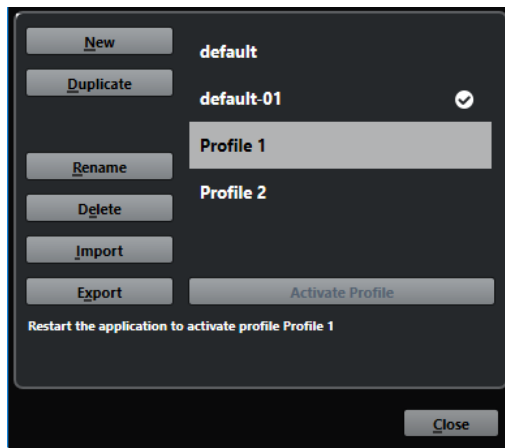 New
Duplicate
Rename
Delete
Import
Export
default
default-01
Profile 1
Profile 2
Activate Profile
Restart the application to activate profile Profile 1
Close